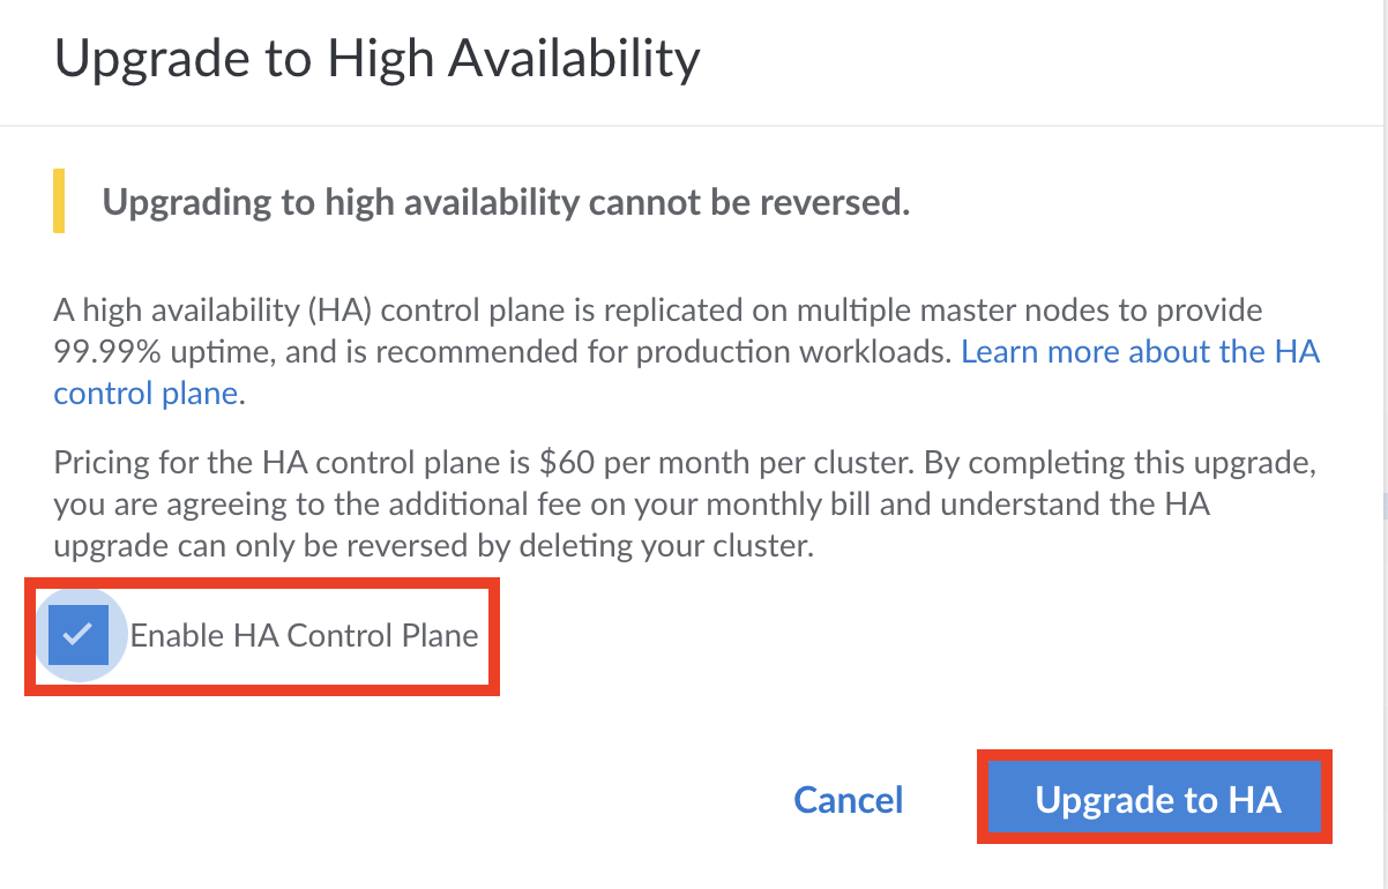 Upgrade to High Availability
Upgrading to high availability cannot be reversed.
A high availability (HA) control plane is replicated on multiple master nodes to provide
99.99% uptime, and is recommended for production workloads. Learn more about the HA
control plane.
Pricing for the HA control plane is $60 per month per cluster. By completing this upgrade,
you are agreeing to the additional fee on your monthly bill and understand the HA
upgrade can only be reversed by deleting your cluster.
Enable HA Control Plane
Cancel
Upgrade to HA